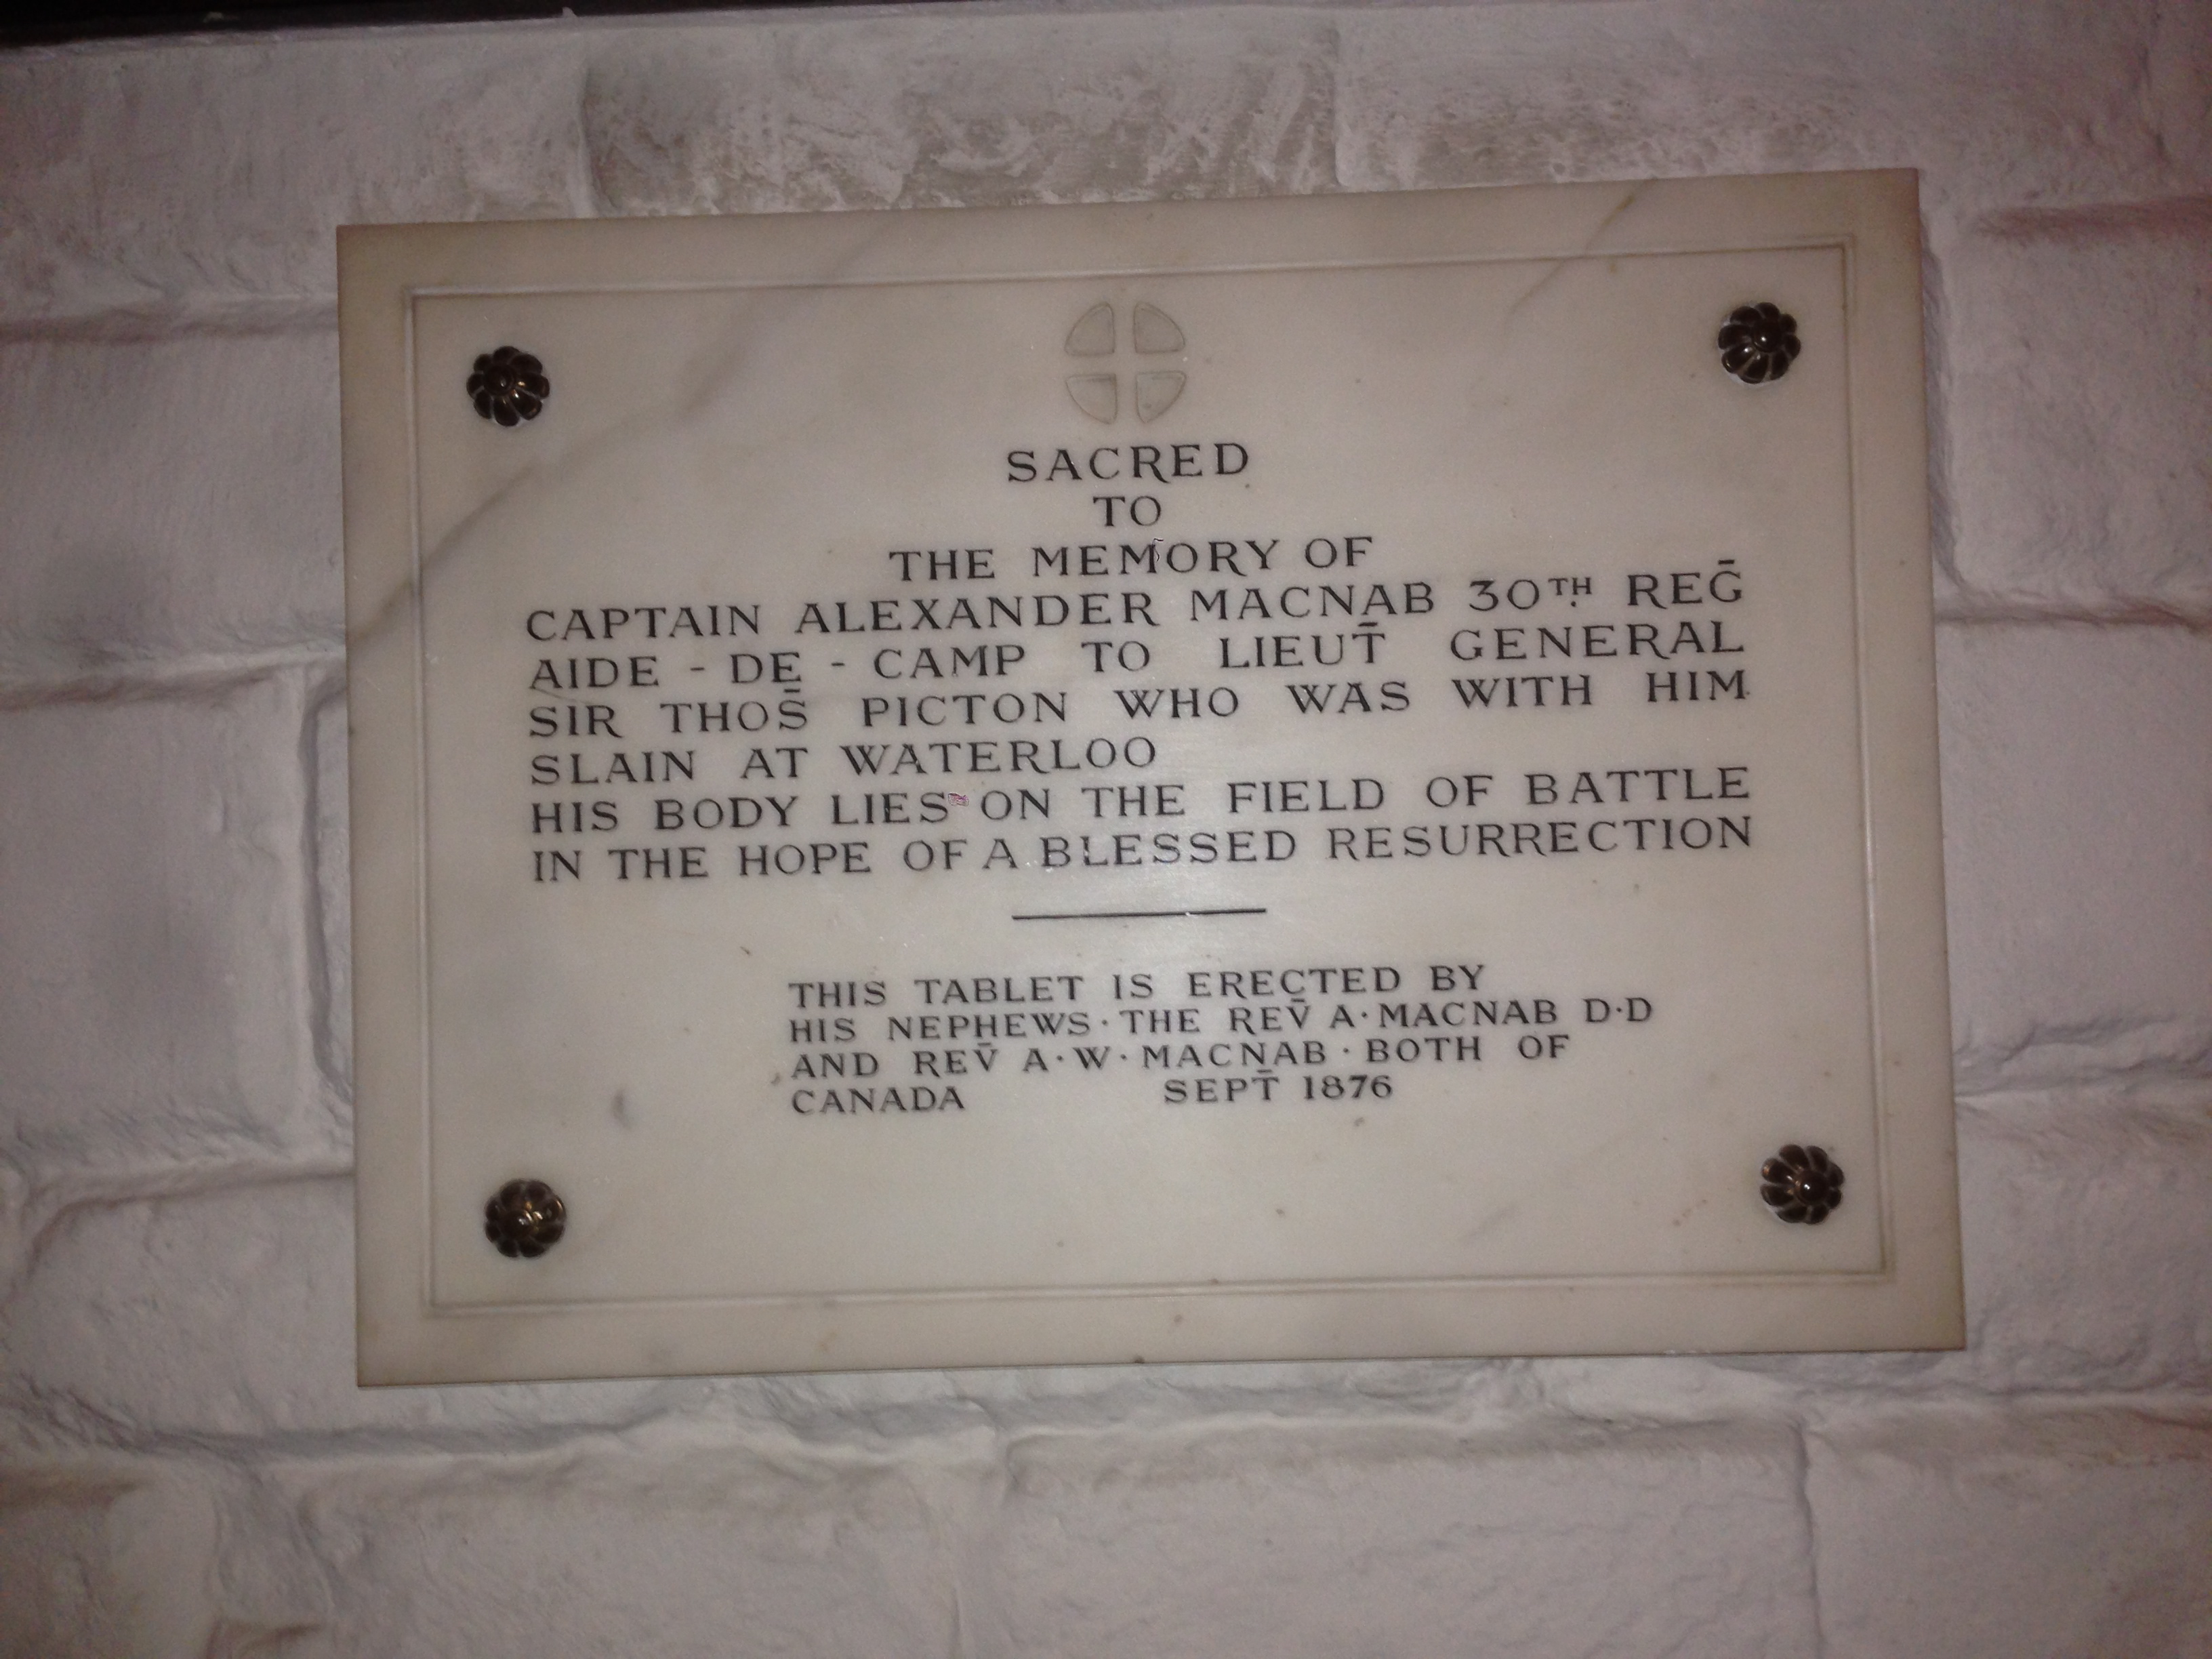 SACRED
TO
THE MEMORY OF
CAPTAIN ALEXANDER MACNAB 30TH REḠ
AIDE - DE - CAMP TO LIEUT̄ GENERAL
SIR THOS̄ PICTON WHO WAS WITH HIM
SLAIN AT WATERLOO
HIS BODY LIES ON THE FIELD OF BATTLE
IN THE HOPE OF A BLESSED RESURRECTION
THIS TABLET IS ERECTED BY
HIS NEPHEWS · THE REV̄ A · MACNAB D·D
AND REV̄ A · W · MACNAB · BOTH OF
CANADA SEPT̄ 1876